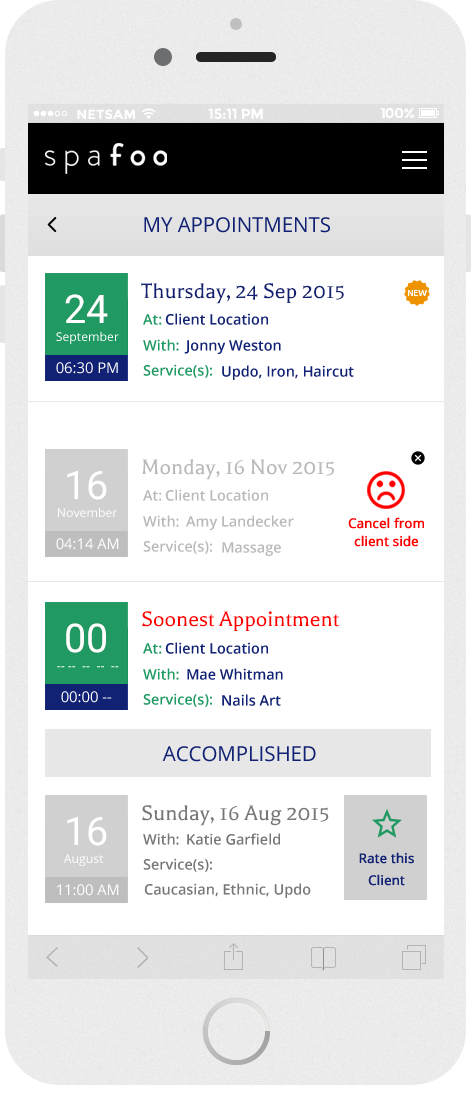 NETSAM 15:11 PM 100%
spafoo
MY APPOINTMENTS
24
September
06:30 PM
Thursday, 24 Sep 2015
NEW
At: Client Location
With: Jonny Weston
Service(s): Updo, Iron, Haircut
16
November
04:14 AM
Monday, 16 Nov 2015
At: Client Location
With: Amy Landecker
Service(s): Massage
Cancel from
client side
00
-- -- -- -- --
00:00 --
Soonest Appointment
At: Client Location
With: Mae Whitman
Service(s): Nails Art
ACCOMPLISHED
16
August
11:00 AM
Sunday, 16 Aug 2015
With: Katie Garfield
Service(s):
Caucasian, Ethnic, Updo
Rate this
Client